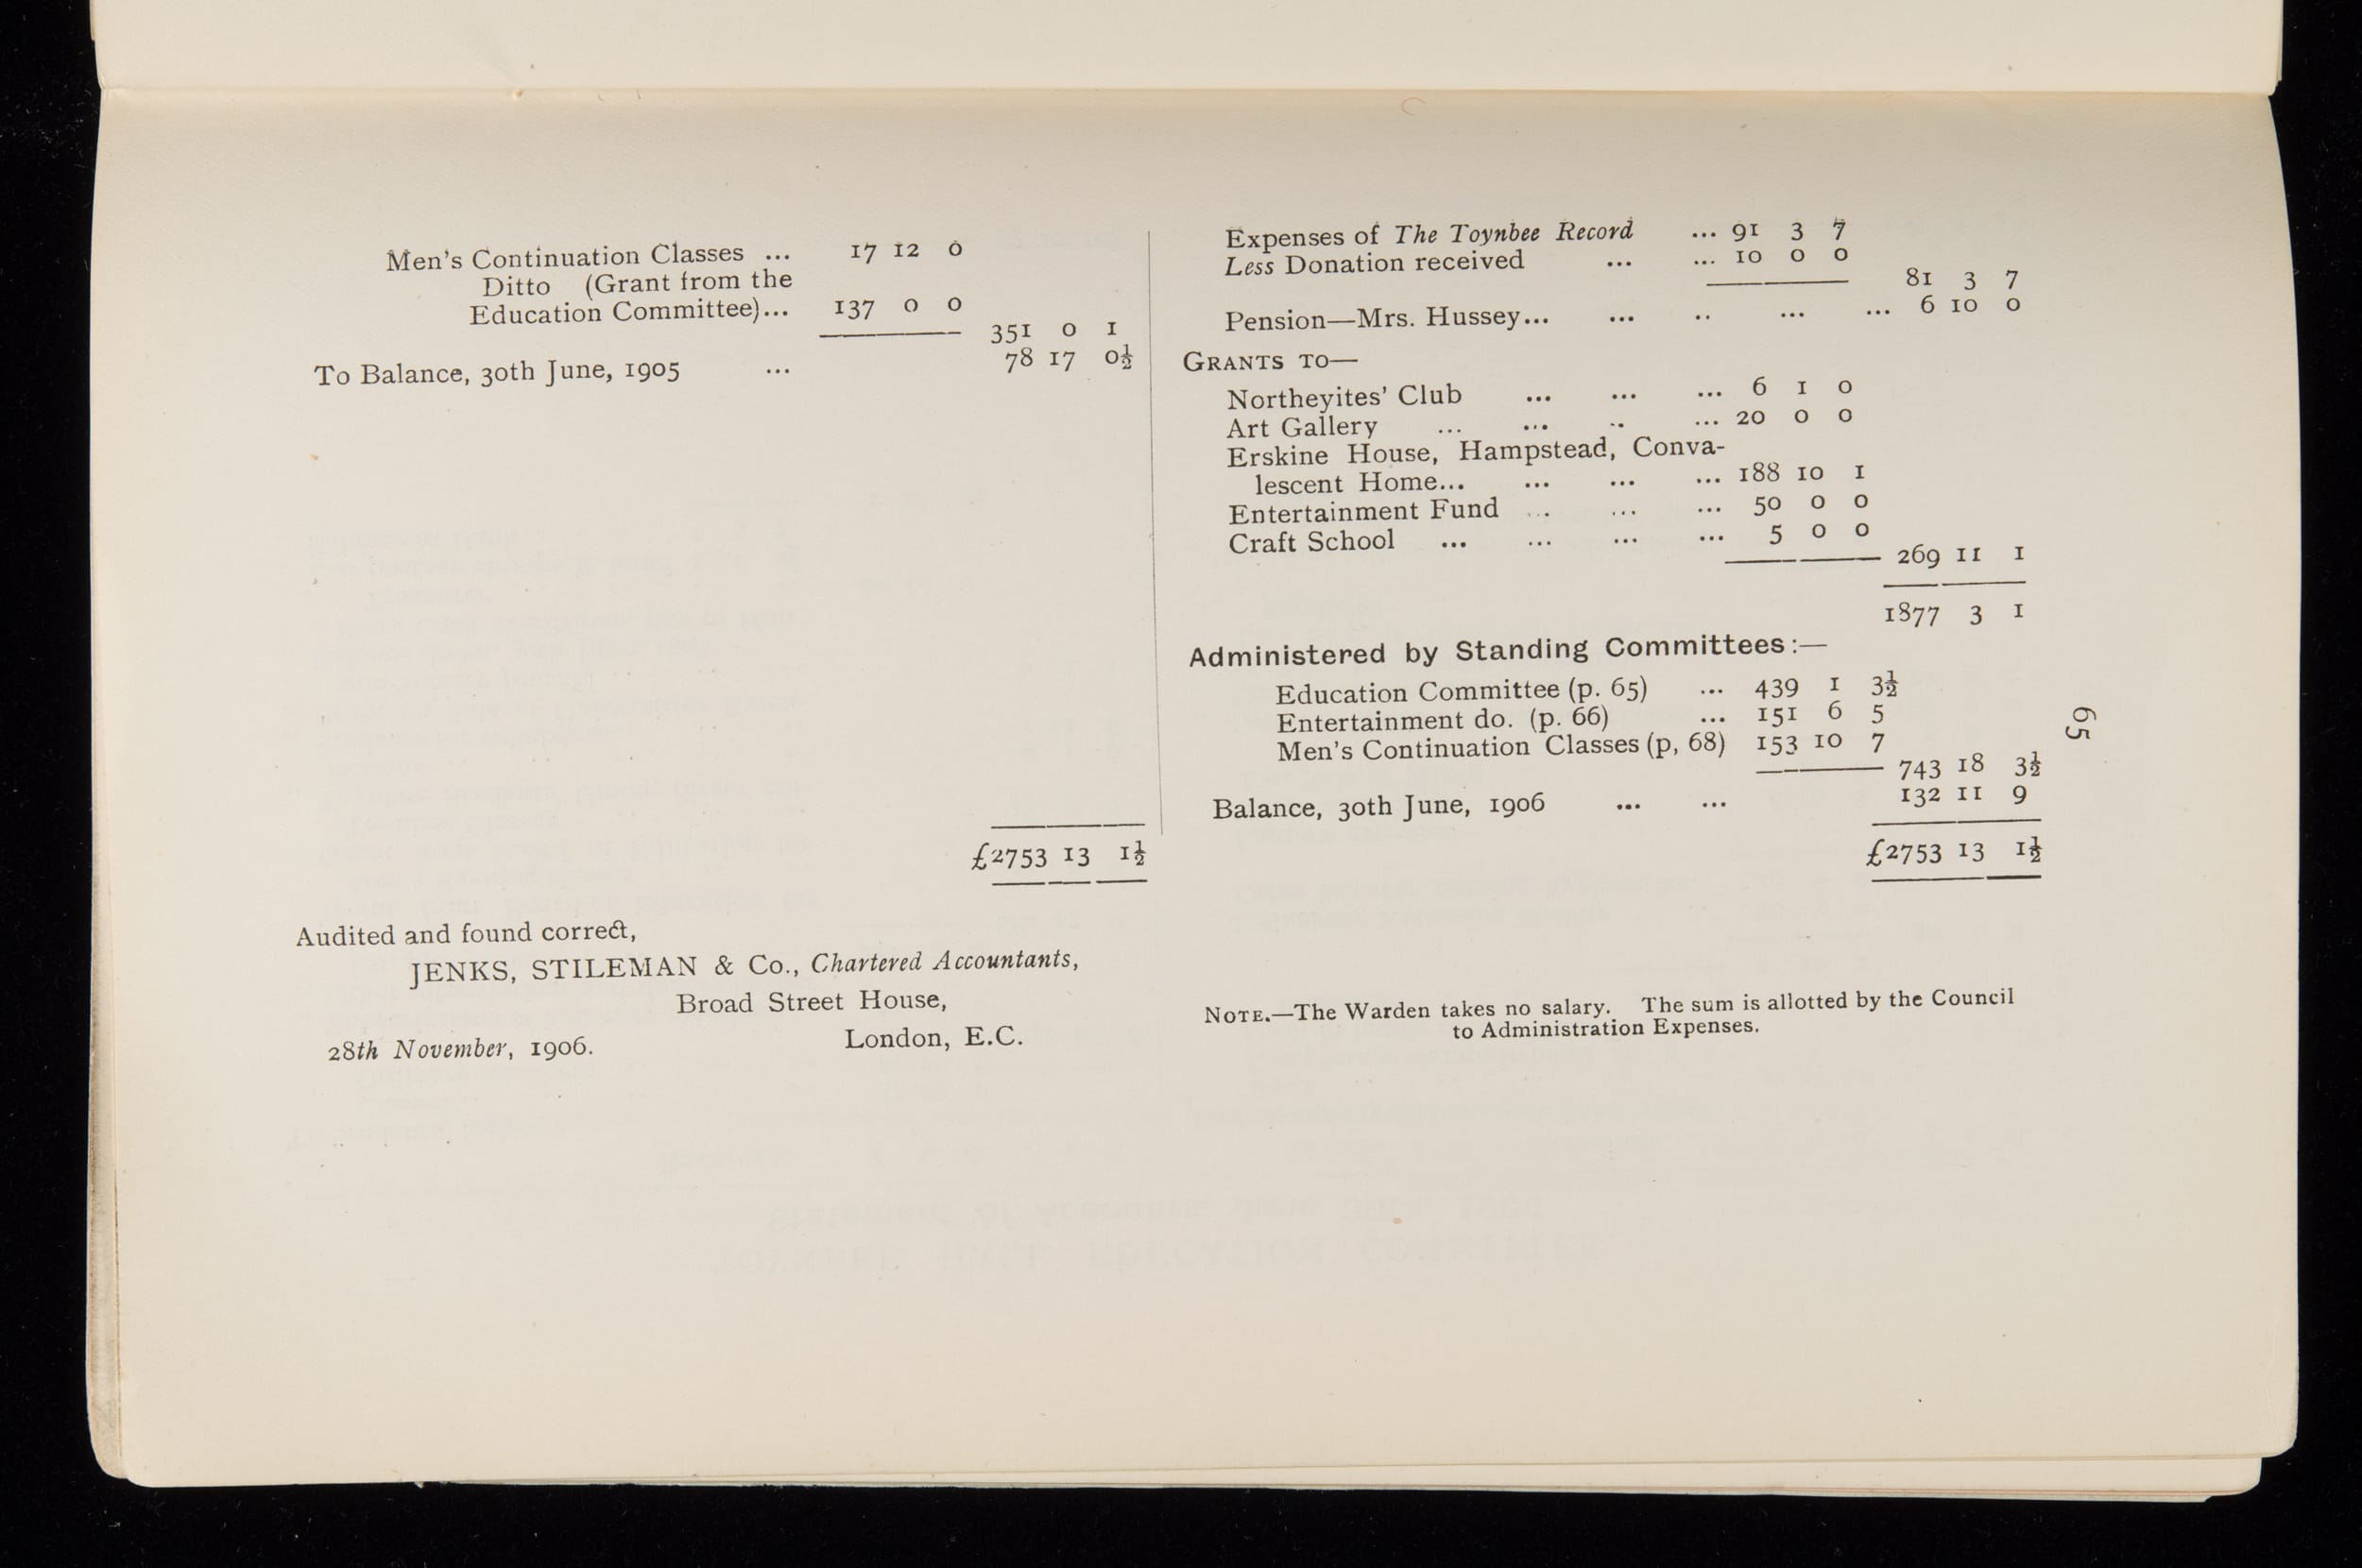 Men's Continuation Classes ... 17 12 0
Ditto (Grant from the
Education Committee)... 137 0 0
351 0 1
To Balance, 30th June, 1905 ... 78 17 0½
£2753 13 1½
Audited and found correct,
JENKS, STILEMAN & Co., Chartered Accountants,
Broad Street House,
London, E.C.
28th November, 1906.
Expenses of The Toynbee Record ... 91 3 7
Less Donation received ... ... 10 0 0
81 3 7
Pension—Mrs. Hussey... ... .. ... ... 6 10 0
GRANTS TO—
Northeyites' Club ... ... ... 6 1 0
Art Gallery ... ... .. ... 20 0 0
Erskine House, Hampstead, Conva-
lescent Home... ... ... ... 188 10 1
Entertainment Fund ... ... ... 50 0 0
Craft School ... ... ... ... 5 0 0
269 11 1
1877 3 1
Administered by Standing Committees:—
Education Committee (p. 65) ... 439 1 3½
Entertainment do. (p. 66) ... 151 6 5
Men's Continuation Classes (p, 68) 153 10 7
743 18 3½
Balance, 30th June, 1906 ... ... 132 11 9
£2753 13 1½
NOTE.—The Warden takes no salary. The sum is allotted by the Council
to Administration Expenses.
65